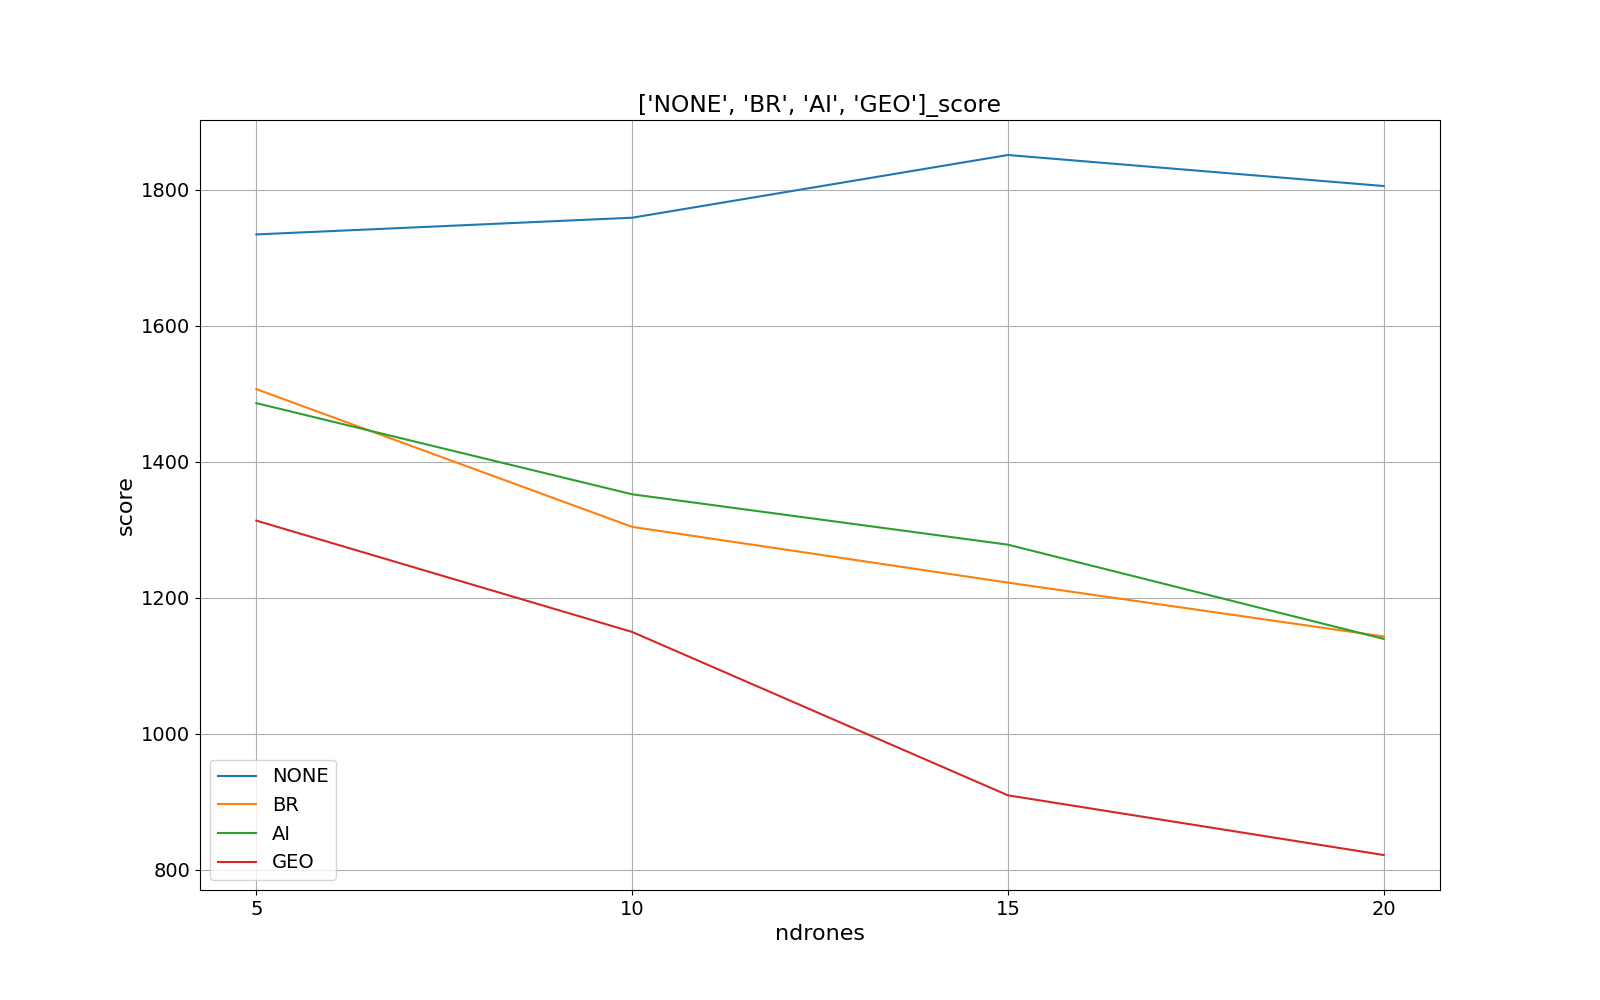 ['NONE', 'BR', 'AI', 'GEO']_score
score
1800
1600
1400
1200
1000
800
NONE
BR
AI
GEO
5 10 15 20
ndrones